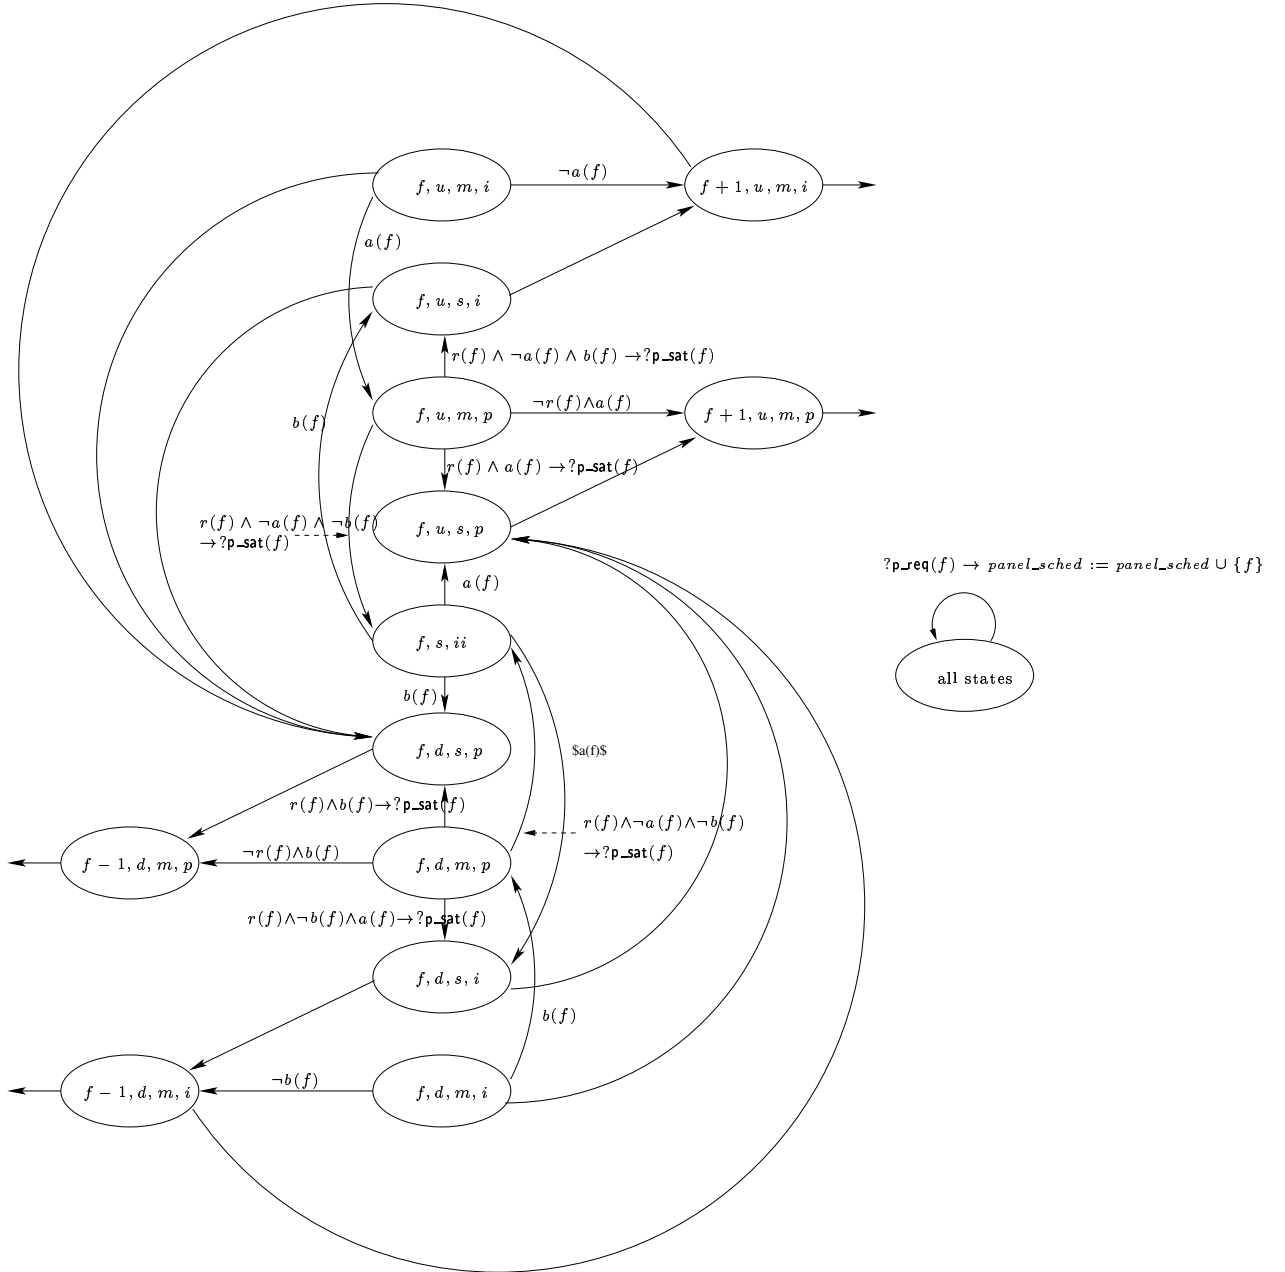 ¬a(f)
f, u, m, i
f + 1, u, m, i
a(f)
f, u, s, i
r(f) ∧ ¬a(f) ∧ b(f) →?p_sat(f)
¬r(f)∧a(f)
f, u, m, p
f + 1, u, m, p
b(f)
r(f) ∧ a(f) →?p_sat(f)
r(f) ∧ ¬a(f) ∧ ¬b(f)
→?p_sat(f)
f, u, s, p
?p_req(f) → panel_sched := panel_sched ∪ {f}
a(f)
f, s, ii
all states
b(f)
f, d, s, p
$a(f)$
r(f)∧b(f)→?p_sat(f)
r(f)∧¬a(f)∧¬b(f)
→?p_sat(f)
¬r(f)∧b(f)
f − 1, d, m, p
f, d, m, p
r(f)∧¬b(f)∧a(f)→?p_sat(f)
f, d, s, i
b(f)
¬b(f)
f − 1, d, m, i
f, d, m, i